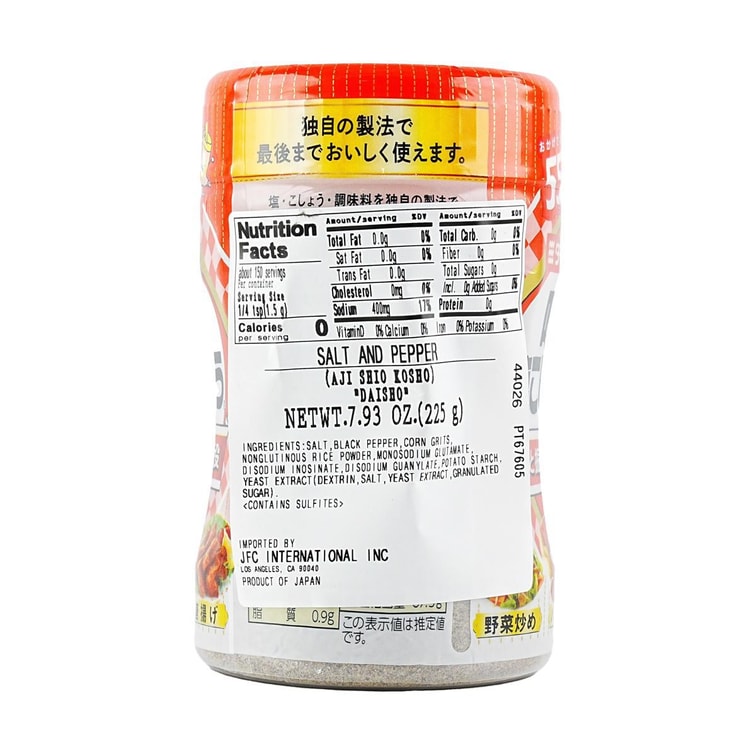 独自の製法で
最後までおいしく使えます。
塩・こしょう・調味料を独自の製法で
Nutrition Facts
about 150 servings
Per container
Serving Size
1/4 tsp(1.5 g)
Calories 0
per serving
Amount/serving %DV
Total Fat 0.0g 0%
Sat Fat 0.0g 0%
Trans Fat 0.0g
Cholesterol 0mg 0%
Sodium 400mg 17%
Amount/serving %DV
Total Carb. 0g 0%
Fiber 0g 0%
Total Sugars 0g
Incl. 0g Added Sugars 0%
Protein 0g
VitaminD 0% Calcium 0% Iron 0% Potassium 0%
SALT AND PEPPER
(AJI SHIO KOSHO)
"DAISHO"
NETWT.7.93 OZ.(225 g)
44026 PT67605
INGREDIENTS:SALT,BLACK PEPPER,CORN GRITS,
NONGLUTINOUS RICE POWDER,MONOSODIUM GLUTAMATE,
DISODIUM INOSINATE,DISODIUM GUANYLATE,POTATO STARCH,
YEAST EXTRACT(DEXTRIN,SALT,YEAST EXTRACT,GRANULATED
SUGAR).
<CONTAINS SULFITES>
IMPORTED BY
JFC INTERNATIONAL INC
LOS ANGELES, CA 90040
PRODUCT OF JAPAN
脂 質 0.9g
この表示値は推定値
です。
揚げ
野菜炒め